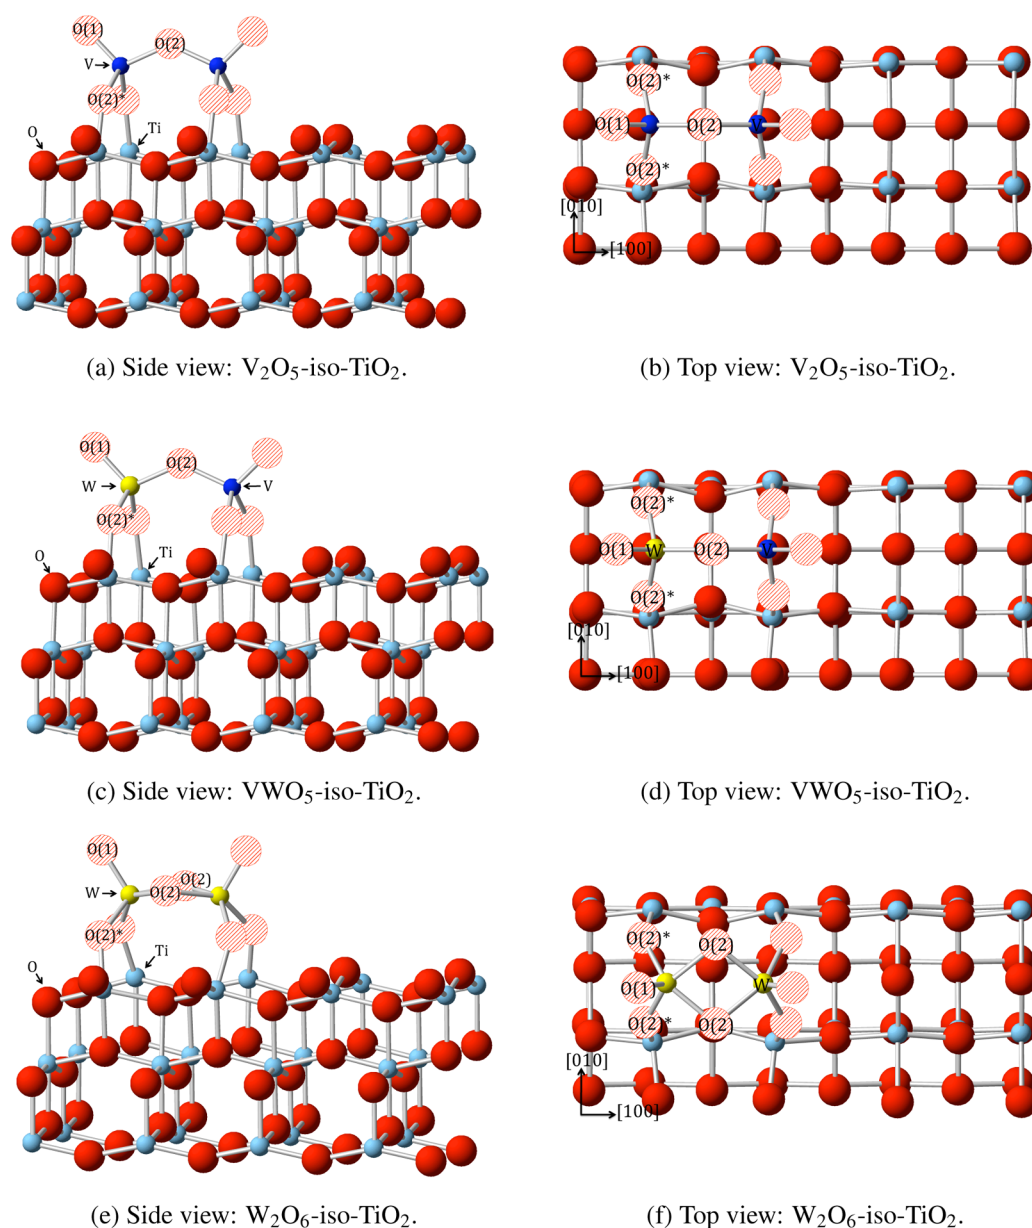 O(1)
O(2)
V
O(2)*
O
Ti
O(2)*
O(1)
O(2)
V
O(2)*
[010]
[100]
(a) Side view: V₂O₅-iso-TiO₂.
(b) Top view: V₂O₅-iso-TiO₂.
O(1)
O(2)
W
V
O(2)*
O
Ti
O(2)*
O(1)
W
O(2)
V
O(2)*
[010]
[100]
(c) Side view: VWO₅-iso-TiO₂.
(d) Top view: VWO₅-iso-TiO₂.
O(1)
O(2)
W
O(2)
O(2)*
Ti
O
O(2)*
O(2)
O(1)
W
O(2)*
O(2)
[010]
[100]
(e) Side view: W₂O₆-iso-TiO₂.
(f) Top view: W₂O₆-iso-TiO₂.